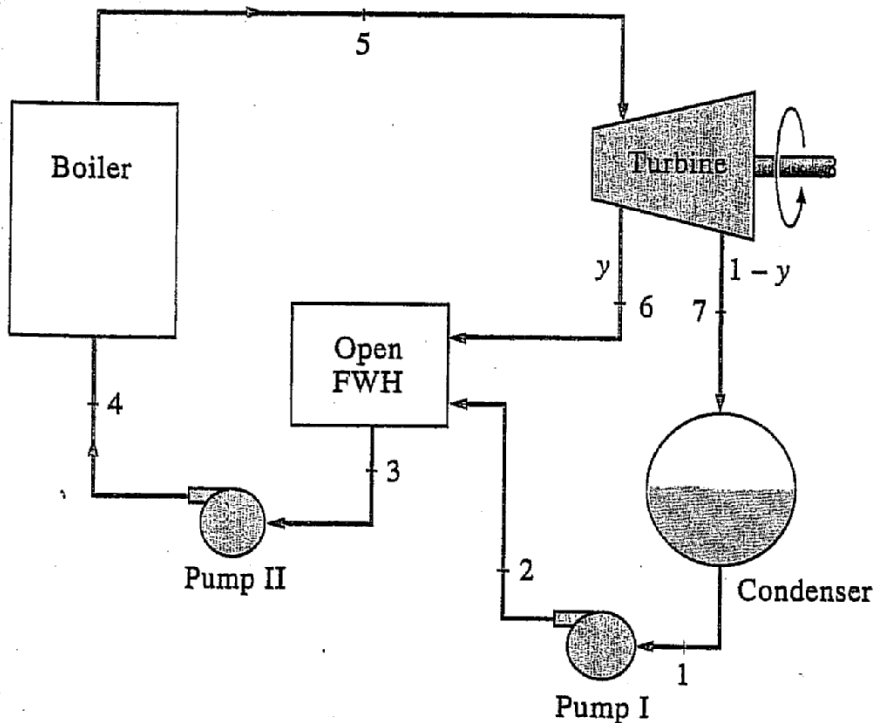 5
Boiler
Turbine
y
1 – y
6
7
Open
FWH
4
3
2
Pump II
Condenser
1
Pump I